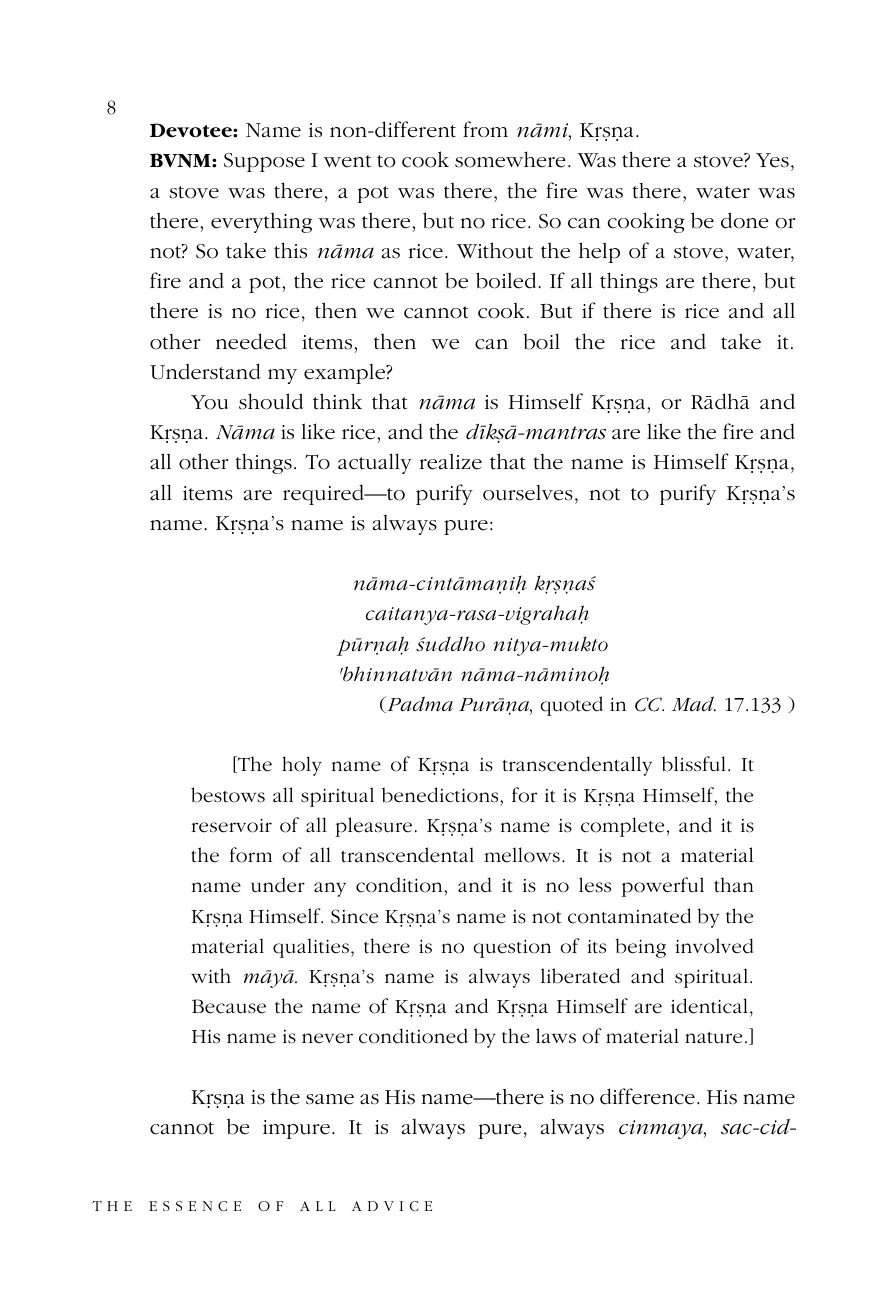 8
Devotee: Name is non-different from nāmi, Kṛṣṇa.
BVNM: Suppose I went to cook somewhere. Was there a stove? Yes,
a stove was there, a pot was there, the fire was there, water was
there, everything was there, but no rice. So can cooking be done or
not? So take this nāma as rice. Without the help of a stove, water,
fire and a pot, the rice cannot be boiled. If all things are there, but
there is no rice, then we cannot cook. But if there is rice and all
other needed items, then we can boil the rice and take it.
Understand my example?
You should think that nāma is Himself Kṛṣṇa, or Rādhā and
Kṛṣṇa. Nāma is like rice, and the dīkṣā-mantras are like the fire and
all other things. To actually realize that the name is Himself Kṛṣṇa,
all items are required—to purify ourselves, not to purify Kṛṣṇa’s
name. Kṛṣṇa’s name is always pure:
nāma-cintāmaṇiḥ kṛṣṇaś
caitanya-rasa-vigrahaḥ
pūrṇaḥ śuddho nitya-mukto
'bhinnatvān nāma-nāminoḥ
(Padma Purāṇa, quoted in CC. Mad. 17.133 )
[The holy name of Kṛṣṇa is transcendentally blissful. It
bestows all spiritual benedictions, for it is Kṛṣṇa Himself, the
reservoir of all pleasure. Kṛṣṇa’s name is complete, and it is
the form of all transcendental mellows. It is not a material
name under any condition, and it is no less powerful than
Kṛṣṇa Himself. Since Kṛṣṇa’s name is not contaminated by the
material qualities, there is no question of its being involved
with māyā. Kṛṣṇa’s name is always liberated and spiritual.
Because the name of Kṛṣṇa and Kṛṣṇa Himself are identical,
His name is never conditioned by the laws of material nature.]
Kṛṣṇa is the same as His name—there is no difference. His name
cannot be impure. It is always pure, always cinmaya, sac-cid-
THE ESSENCE OF ALL ADVICE